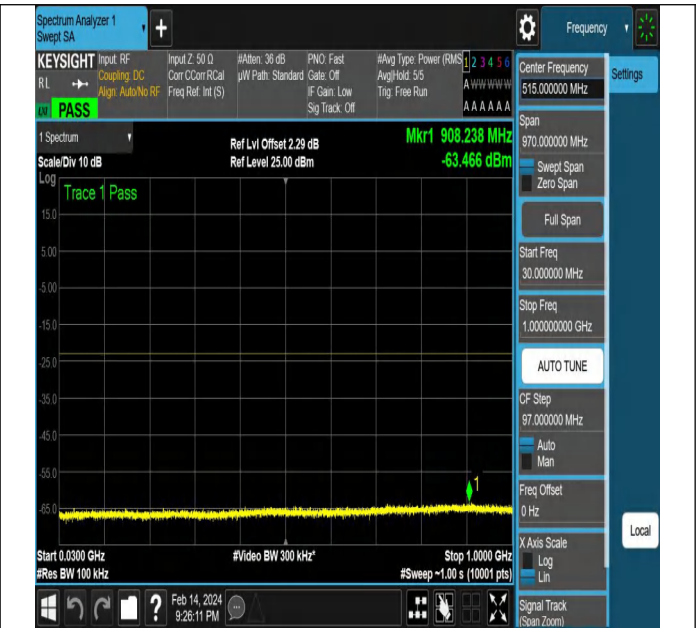 Spectrum Analyzer 1
Swept SA
+
Frequency
KEYSIGHT
Input: RF
Coupling: DC
Align: Auto/No RF
RL
PASS
Input Z: 50 Ω
Corr CCorr RCal
Freq Ref: Int (S)
#Atten: 36 dB
µW Path: Standard
PNO: Fast
Gate: Off
IF Gain: Low
Sig Track: Off
#Avg Type: Power (RMS
Avg|Hold: 5/5
Trig: Free Run
1 2 3 4 5 6
A W W W W W
A A A A A A
1 Spectrum
Scale/Div 10 dB
Ref Lvl Offset 2.29 dB
Ref Level 25.00 dBm
Mkr1 908.238 MHz
-63.466 dBm
Log
Trace 1 Pass
15.0
5.00
-5.00
-15.0
-25.0
-35.0
-45.0
-55.0
-65.0
1
Start 0.0300 GHz
#Res BW 100 kHz
#Video BW 300 kHz*
Stop 1.0000 GHz
#Sweep ~1.00 s (10001 pts)
?
Feb 14, 2024
9:26:11 PM
Center Frequency
515.000000 MHz
Settings
Span
970.000000 MHz
Swept Span
Zero Span
Full Span
Start Freq
30.000000 MHz
Stop Freq
1.000000000 GHz
AUTO TUNE
CF Step
97.000000 MHz
Auto
Man
Freq Offset
0 Hz
X Axis Scale
Log
Lin
Local
Signal Track
(Span Zoom)